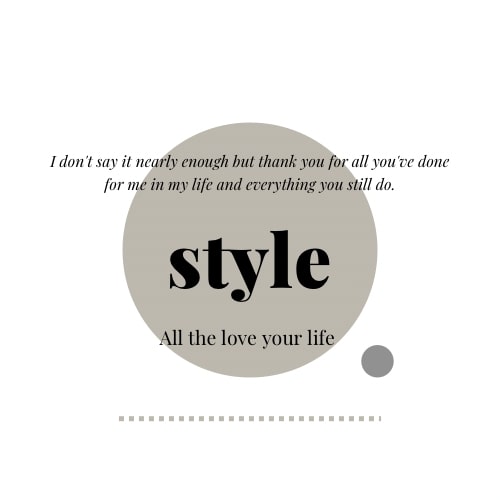 I don't say it nearly enough but thank you for all you've done
for me in my life and everything you still do.
style
All the love your life